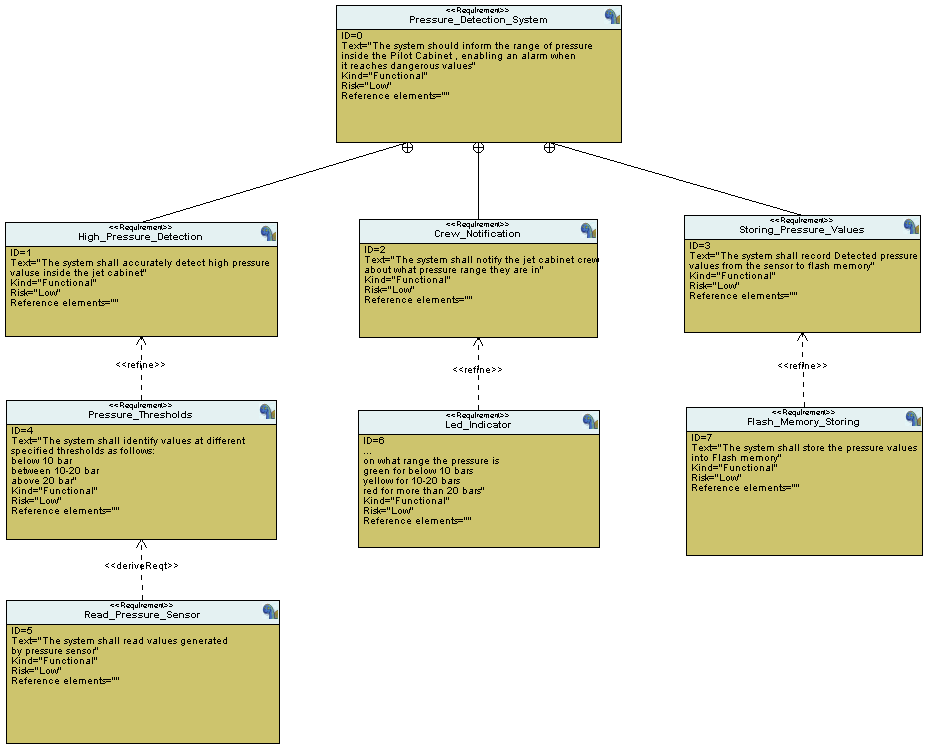 <<Requirement>>
Pressure_Detection_System
ID=0
Text="The system should inform the range of pressure
inside the Pilot Cabinet , enabling an alarm when
it reaches dangerous values"
Kind="Functional"
Risk="Low"
Reference elements=""
<<Requirement>>
High_Pressure_Detection
ID=1
Text="The system shall accurately detect high pressure
valuse inside the jet cabinet"
Kind="Functional"
Risk="Low"
Reference elements=""
<<Requirement>>
Crew_Notification
ID=2
Text="The system shall notify the jet cabinet crew
about what pressure range they are in"
Kind="Functional"
Risk="Low"
Reference elements=""
<<Requirement>>
Storing_Pressure_Values
ID=3
Text="The system shall record Detected pressure
values from the sensor to flash memory"
Kind="Functional"
Risk="Low"
Reference elements=""
<<refine>>
<<refine>>
<<refine>>
<<Requirement>>
Pressure_Thresholds
ID=4
Text="The system shall identify values at different
specified thresholds as follows:
below 10 bar
between 10-20 bar
above 20 bar"
Kind="Functional"
Risk="Low"
Reference elements=""
<<Requirement>>
Led_Indicator
ID=6
...
on what range the pressure is
green for below 10 bars
yellow for 10-20 bars
red for more than 20 bars"
Kind="Functional"
Risk="Low"
Reference elements=""
<<Requirement>>
Flash_Memory_Storing
ID=7
Text="The system shall store the pressure values
into Flash memory"
Kind="Functional"
Risk="Low"
Reference elements=""
<<deriveReqt>>
<<Requirement>>
Read_Pressure_Sensor
ID=5
Text="The system shall read values generated
by pressure sensor"
Kind="Functional"
Risk="Low"
Reference elements=""